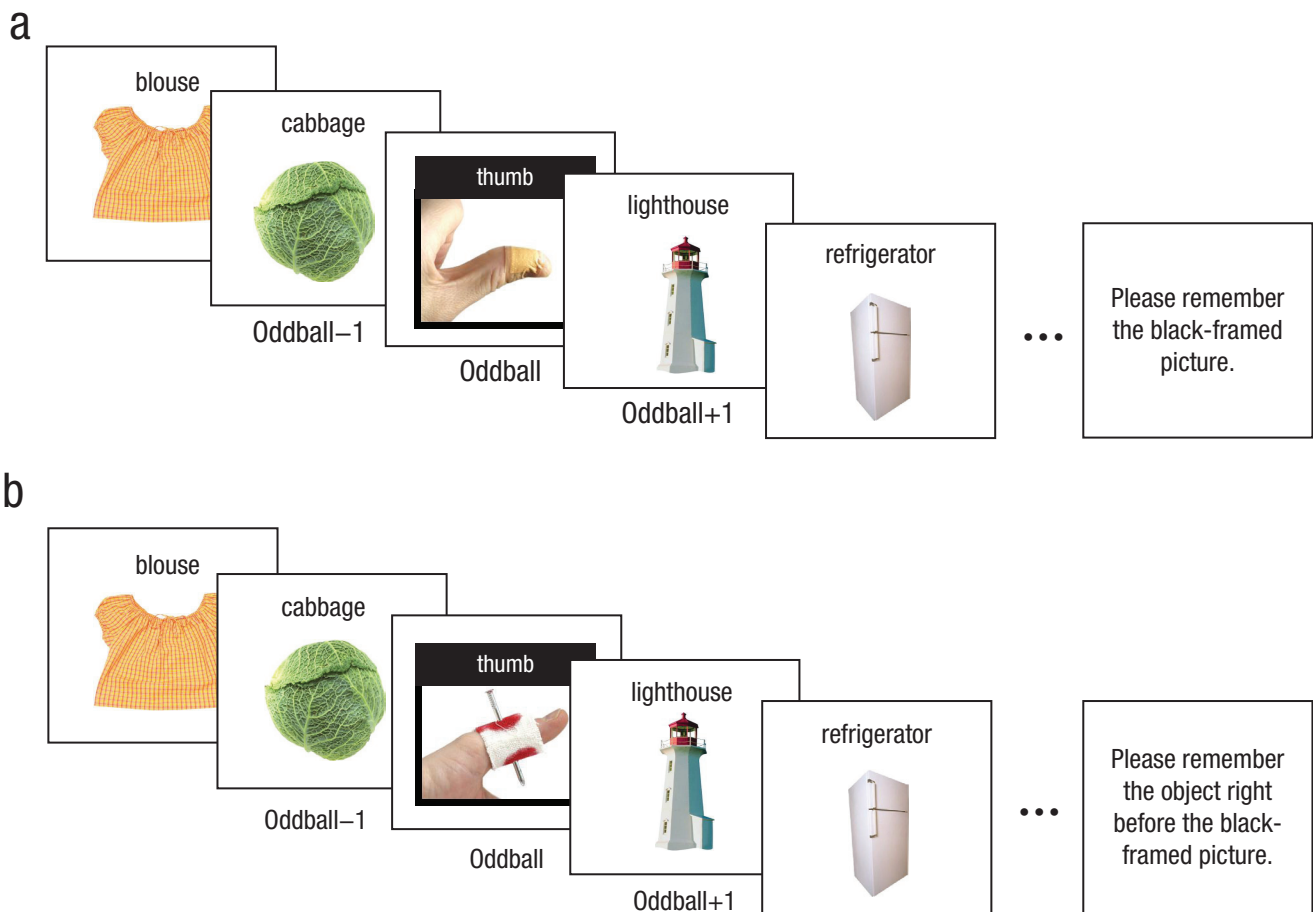 a
blouse
cabbage
thumb
lighthouse
refrigerator
Oddball–1
Oddball
Oddball+1
...
Please remember
the black-framed
picture.
b
blouse
cabbage
thumb
lighthouse
refrigerator
Oddball–1
Oddball
Oddball+1
...
Please remember
the object right
before the black-
framed picture.